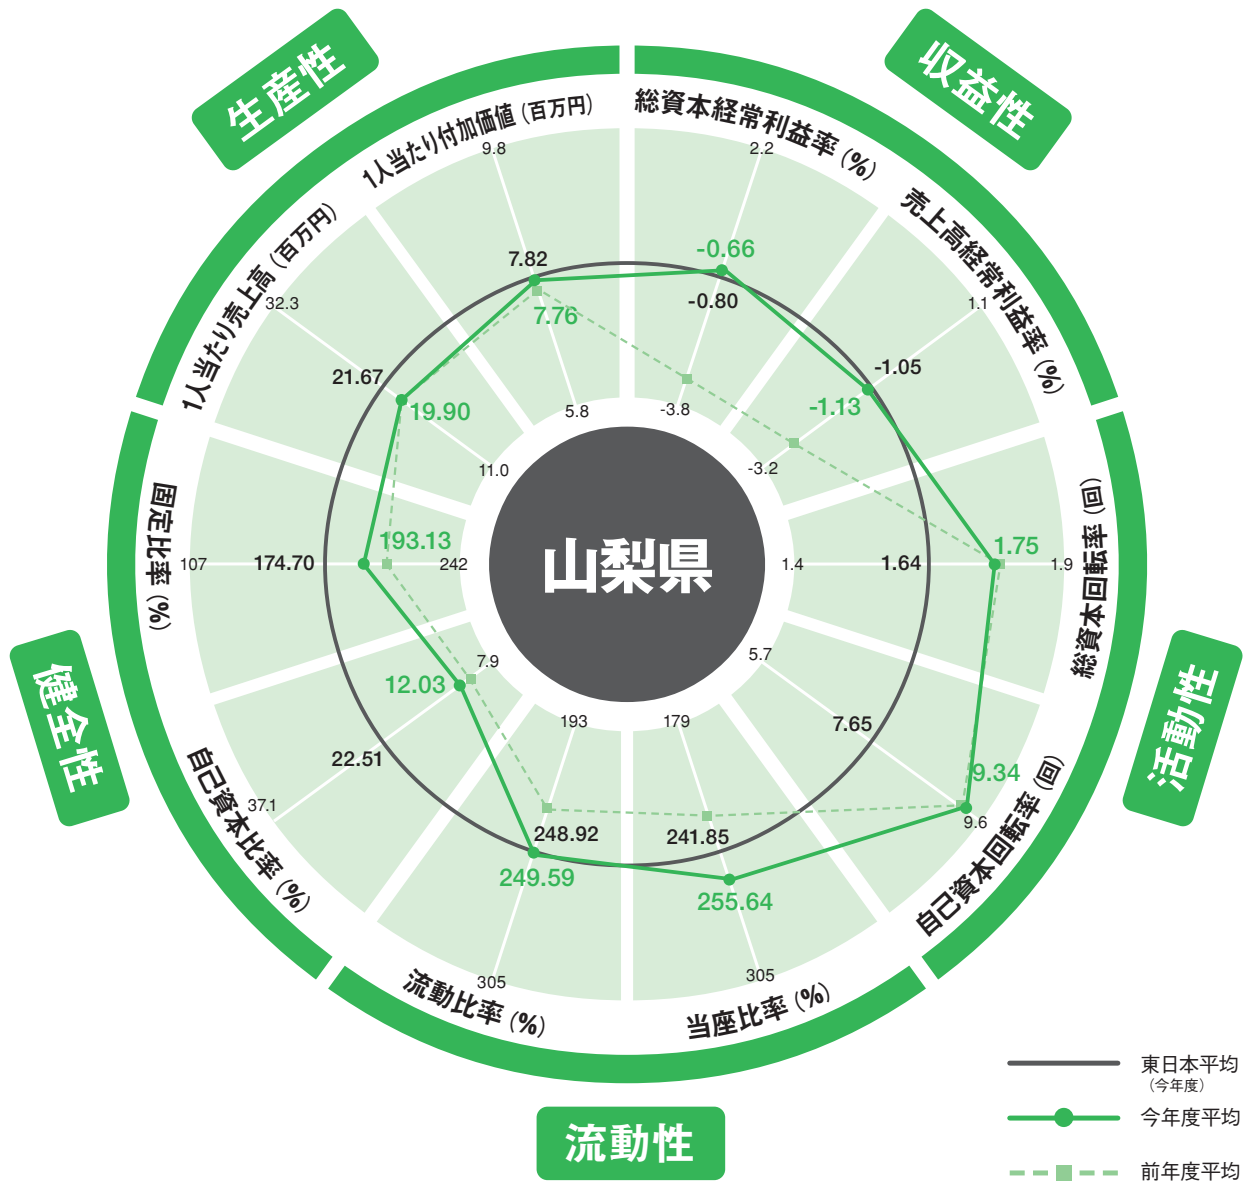 生産性
収益性
1人当たり付加価値（百万円）
総資本経常利益率（%）
9.8
2.2
1人当たり売上高（百万円）
売上高経常利益率（%）
32.3
1.1
7.82
-0.66
-0.80
7.76
21.67
19.90
-1.05
-1.13
5.8
-3.8
11.0
-3.2
固定比率（%）
総資本回転率（回）
107
174.70
193.13
242
山梨県
1.4
1.64
1.75
1.9
健全性
活動性
7.9
12.03
5.7
22.51
7.65
9.34
9.6
37.1
193
179
自己資本比率（%）
自己資本回転率（回）
248.92
241.85
249.59
255.64
305
305
流動比率（%）
当座比率（%）
流動性
東日本平均
（今年度）
今年度平均
前年度平均